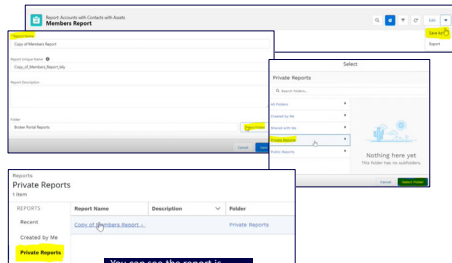 Report: Accounts with Contacts with Assets
Members Report
Edit
Save As
Export
Report Name
Copy of Members Report
Report Unique Name
Report Description
Folder
Broker Portal Reports
Select Folder
Cancel
Select
Private Reports
Search folders...
All Folders
Created by Me
Shared with Me
Private Reports
Public Reports
Nothing here yet
This folder has no subfolders.
Cancel
Select Folder
Reports
Private Reports
1 item
REPORTS
Report Name
Description
Folder
Recent
Copy of Members Report
Private Reports
Created by Me
Private Reports
You can see the report is